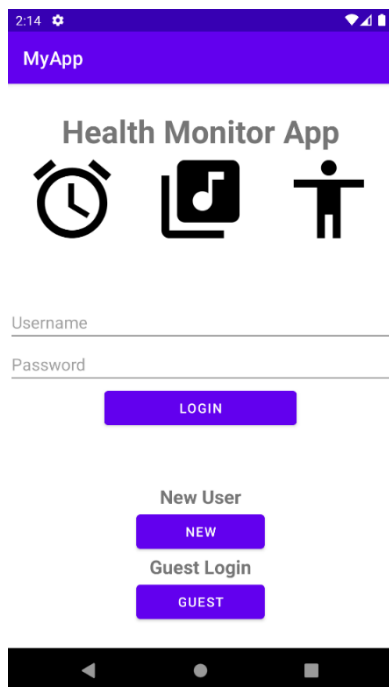 2:14
MyApp
Health Monitor App
Username
Password
LOGIN
New User
NEW
Guest Login
GUEST